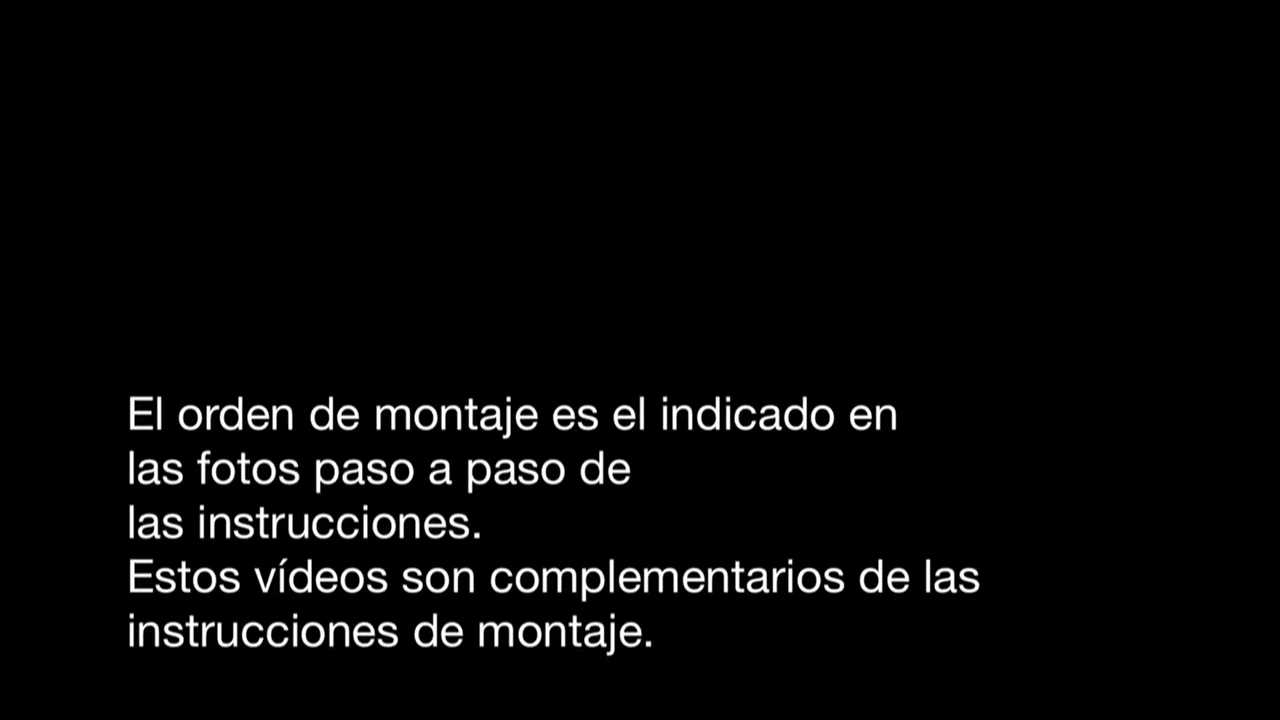 El orden de montaje es el indicado en
las fotos paso a paso de
las instrucciones.
Estos vídeos son complementarios de las
instrucciones de montaje.